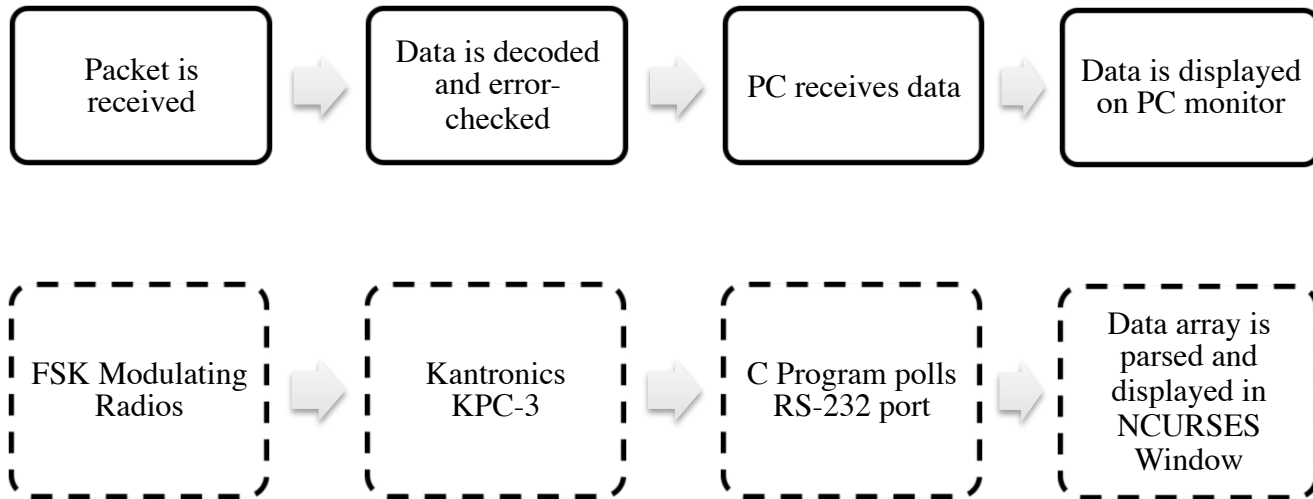 Packet is
received
Data is decoded
and error-
checked
PC receives data
Data is displayed
on PC monitor
FSK Modulating
Radios
Kantronics
KPC-3
C Program polls
RS-232 port
Data array is
parsed and
displayed in
NCURSES
Window